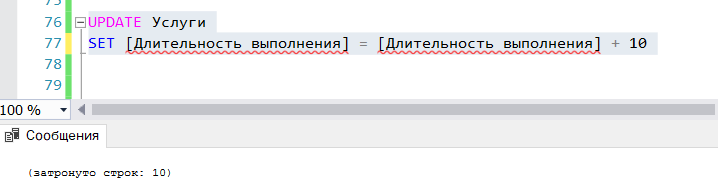 75
76 UPDATE Услуги
77 SET [Длительность выполнения] = [Длительность выполнения] + 10
78
79
100 %
Сообщения
(затронуто строк: 10)